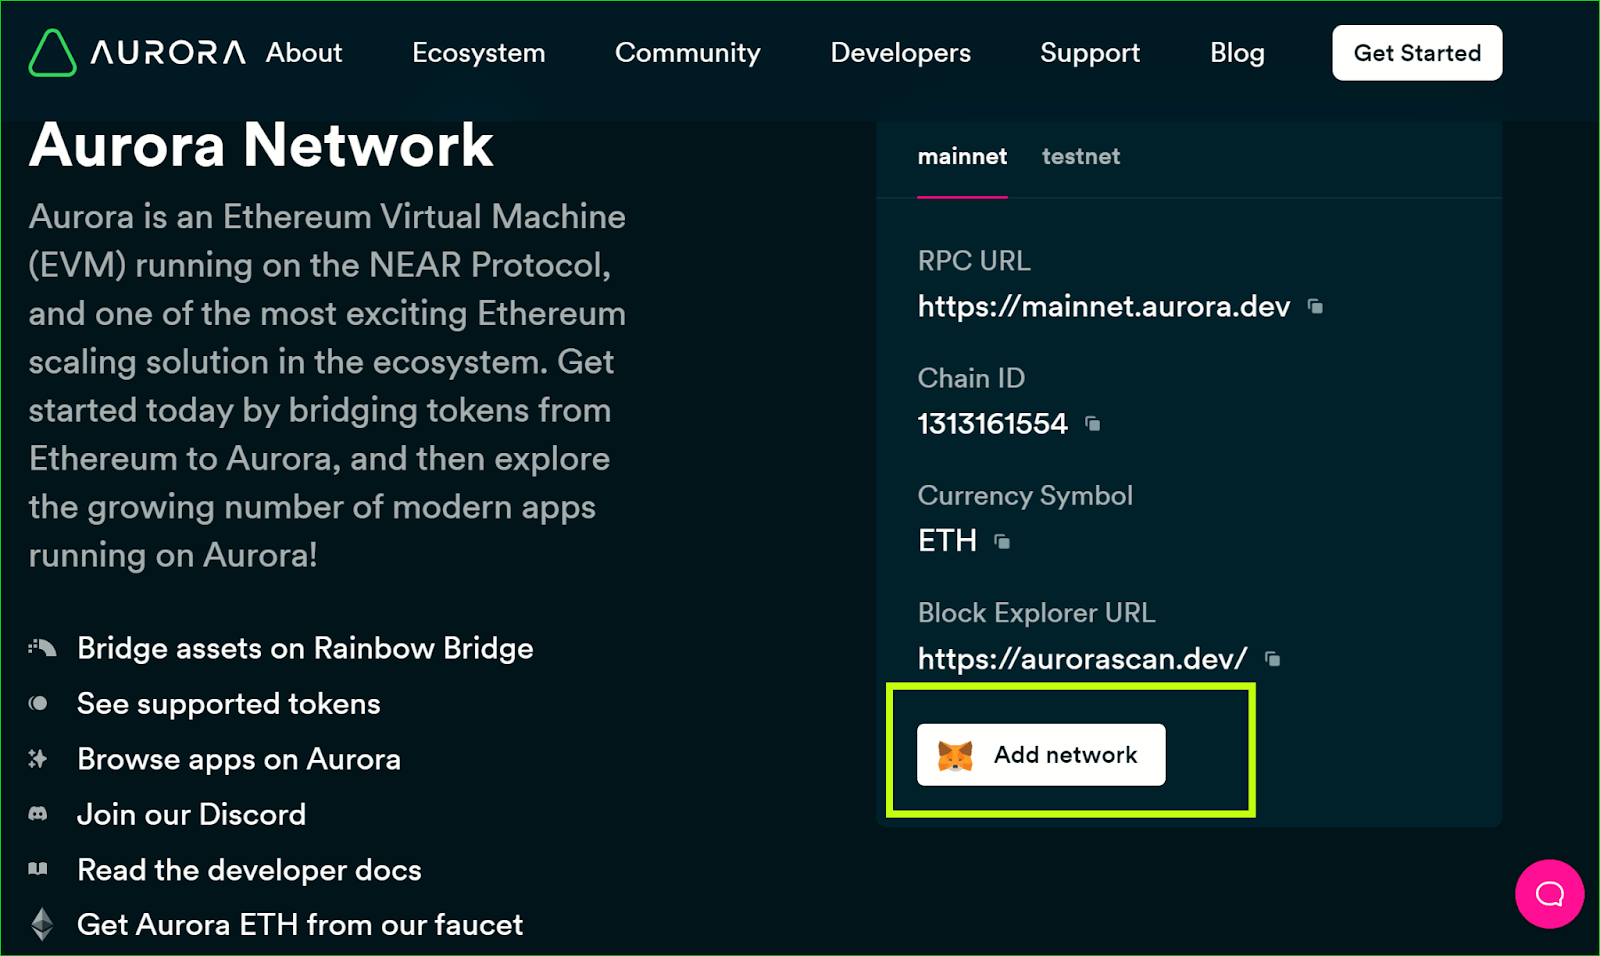 AURORA About Ecosystem Community Developers Support Blog Get Started
Aurora Network
Aurora is an Ethereum Virtual Machine
(EVM) running on the NEAR Protocol,
and one of the most exciting Ethereum
scaling solution in the ecosystem. Get
started today by bridging tokens from
Ethereum to Aurora, and then explore
the growing number of modern apps
running on Aurora!
Bridge assets on Rainbow Bridge
See supported tokens
Browse apps on Aurora
Join our Discord
Read the developer docs
Get Aurora ETH from our faucet
mainnet testnet
RPC URL
https://mainnet.aurora.dev
Chain ID
1313161554
Currency Symbol
ETH
Block Explorer URL
https://aurorascan.dev/
Add network